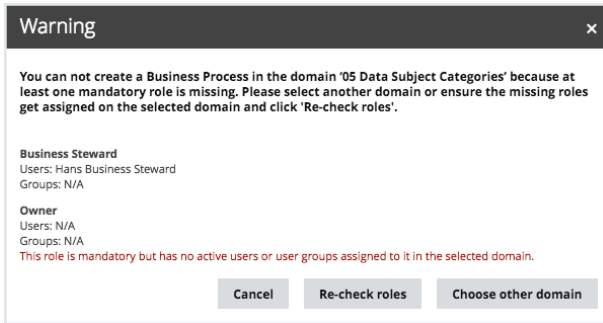 Warning
×
You can not create a Business Process in the domain '05 Data Subject Categories' because at
least one mandatory role is missing. Please select another domain or ensure the missing roles
get assigned on the selected domain and click 'Re-check roles'.
Business Steward
Users: Hans Business Steward
Groups: N/A
Owner
Users: N/A
Groups: N/A
This role is mandatory but has no active users or user groups assigned to it in the selected domain.
Cancel Re-check roles Choose other domain